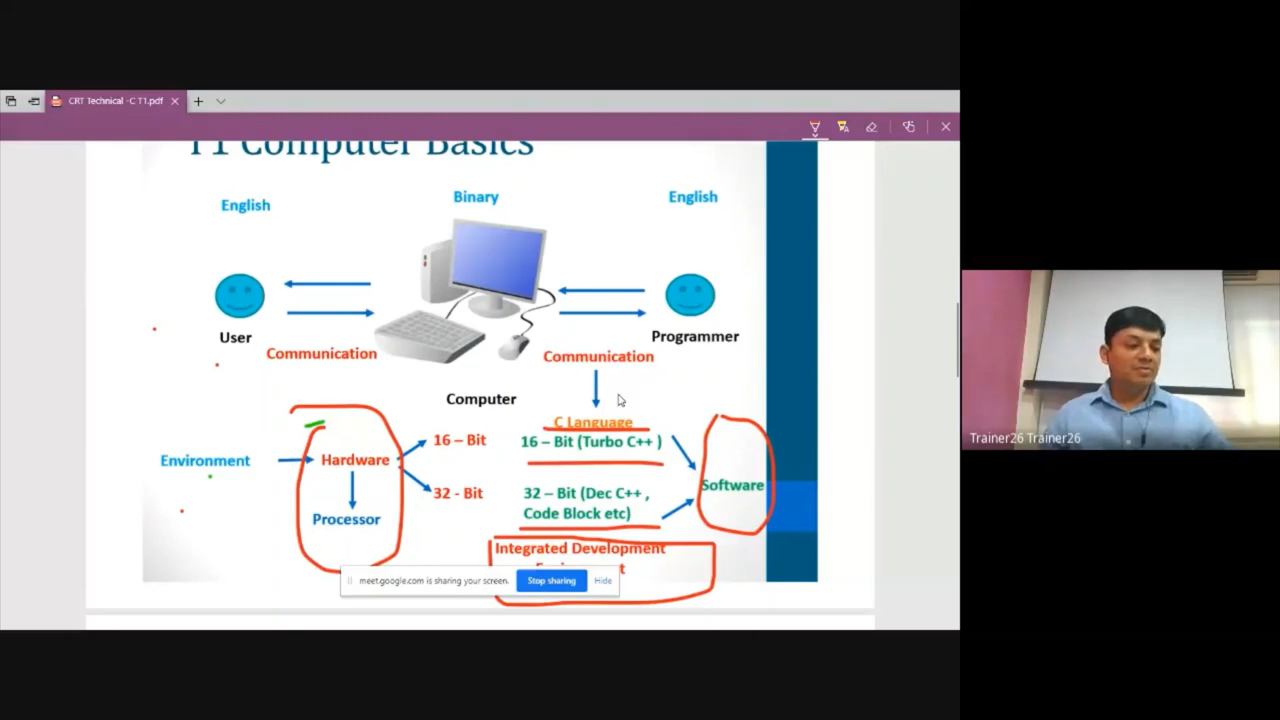 CRT Technical -C T1.pdf
T1 Computer Basics
English
Binary
English
User
Programmer
Communication
Communication
Computer
C Language
16 – Bit
16 – Bit (Turbo C++ )
Environment
Hardware
Software
32 - Bit
32 – Bit (Dec C++ ,
Code Block etc)
Processor
Integrated Development
meet.google.com is sharing your screen.
Stop sharing
Hide
Trainer26 Trainer26